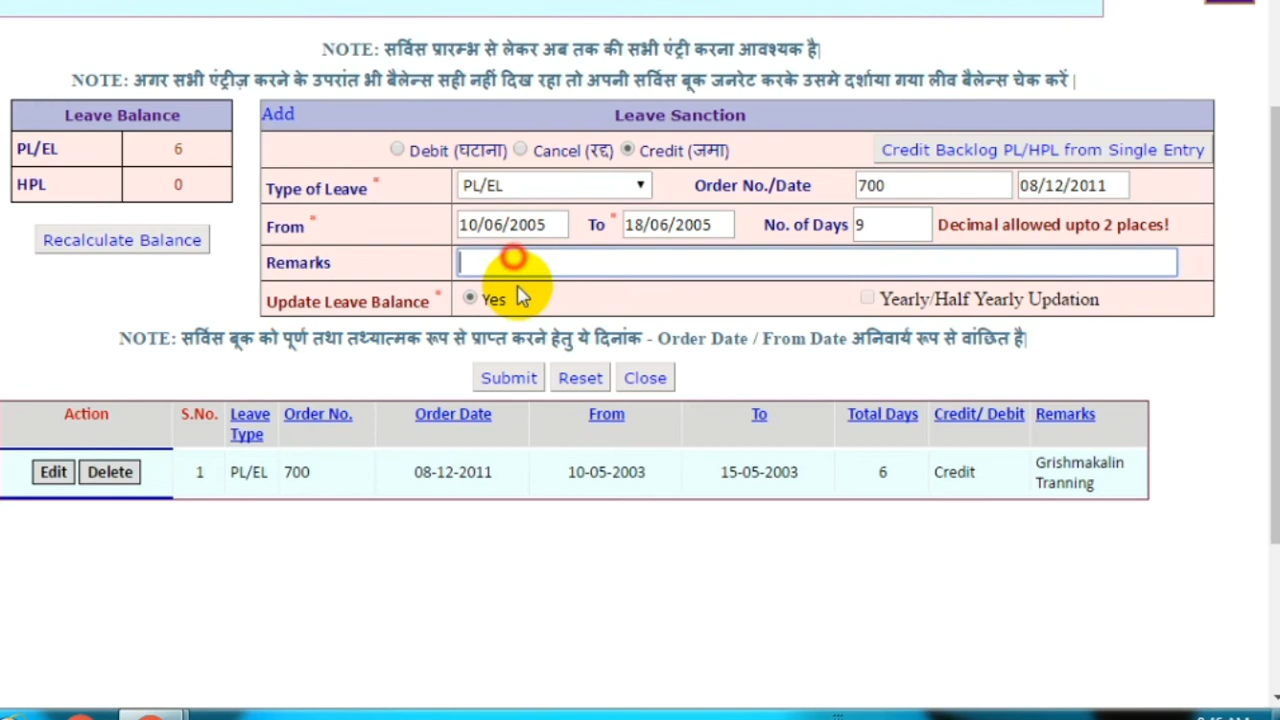 NOTE: सर्विस प्रारम्भ से लेकर अब तक की सभी एंट्री करना आवश्यक है|
NOTE: अगर सभी एंट्रीज़ करने के उपरांत भी बैलेन्स सही नहीं दिख रहा तो अपनी सर्विस बूक जनरेट करके उसमे दर्शाया गया लीव बैलेन्स चेक करें |
Leave Balance
PL/EL 6
HPL 0
Recalculate Balance
Add Leave Sanction
Debit (घटाना) Cancel (रद्द) Credit (जमा) Credit Backlog PL/HPL from Single Entry
Type of Leave * PL/EL Order No./Date 700 08/12/2011
From * 10/06/2005 To * 18/06/2005 No. of Days 9 Decimal allowed upto 2 places!
Remarks
Update Leave Balance * Yes Yearly/Half Yearly Updation
NOTE: सर्विस बूक को पूर्ण तथा तथ्यात्मक रूप से प्राप्त करने हेतु ये दिनांक - Order Date / From Date अनिवार्य रूप से वांछित है|
Submit Reset Close
Action S.No. Leave Type Order No. Order Date From To Total Days Credit/ Debit Remarks
Edit Delete 1 PL/EL 700 08-12-2011 10-05-2003 15-05-2003 6 Credit Grishmakalin Tranning